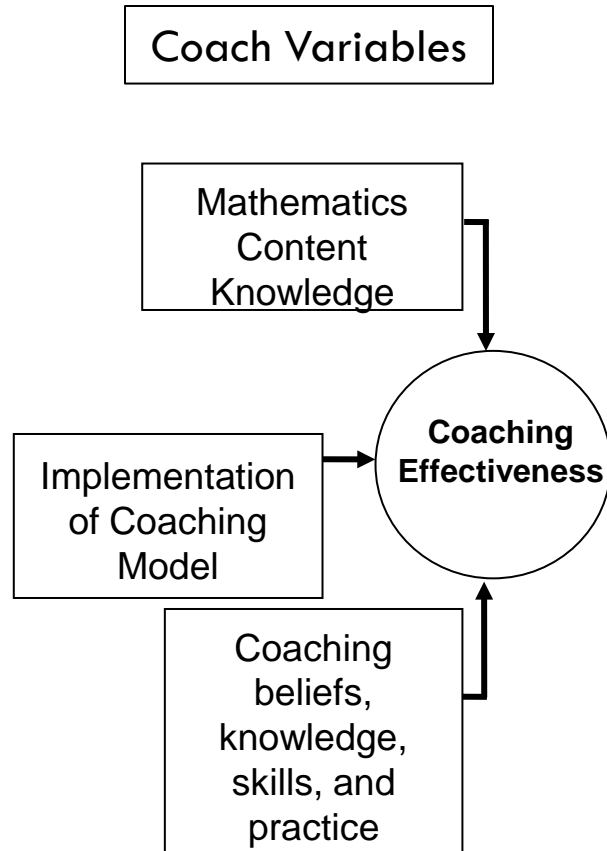 Coach Variables
Mathematics
Content
Knowledge
Coaching
Effectiveness
Implementation
of Coaching
Model
Coaching
beliefs,
knowledge,
skills, and
practice